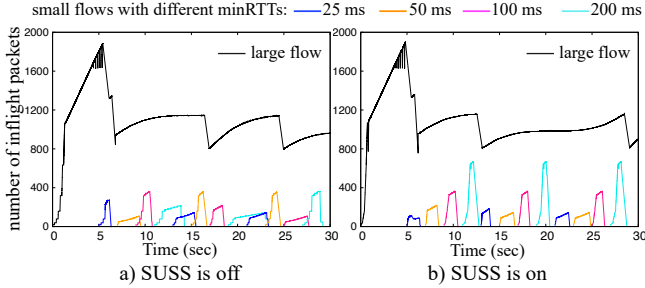 small flows with different minRTTs: 25 ms 50 ms 100 ms 200 ms
number of inflight packets
2000
1600
1200
800
400
0
large flow
0 5 10 15 20 25 30
Time (sec)
a) SUSS is off
2000
1600
1200
800
400
0
large flow
0 5 10 15 20 25 30
Time (sec)
b) SUSS is on